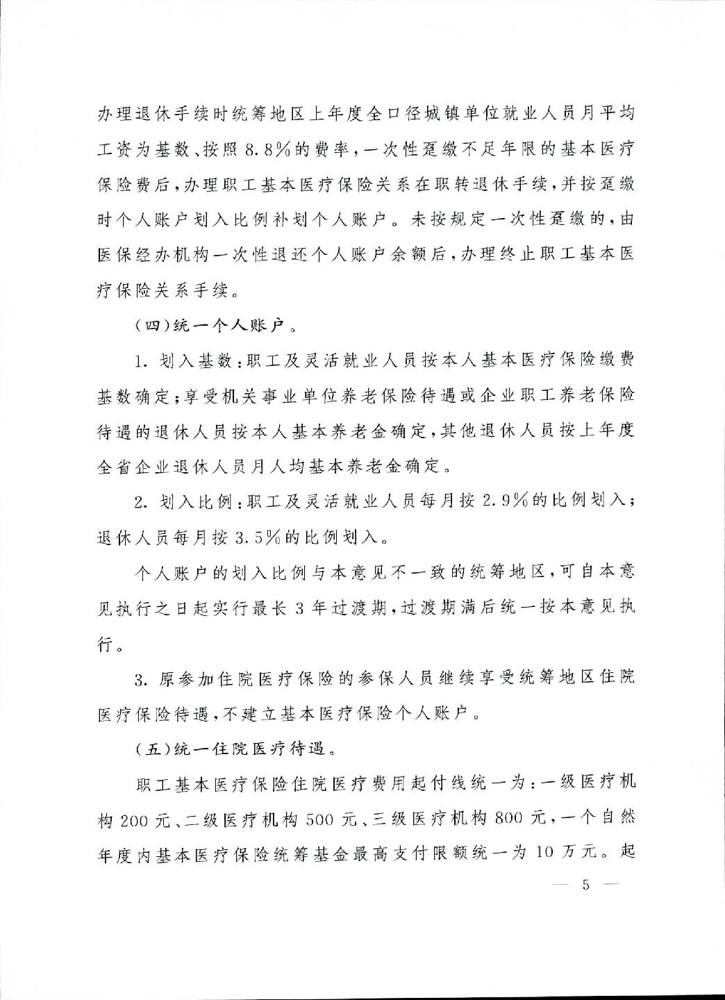 办理退休手续时统筹地区上年度全口径城镇单位就业人员月平均
工资为基数、按照8.8%的费率，一次性趸缴不足年限的基本医疗
保险费后，办理职工基本医疗保险关系在职转退休手续，并按趸缴
时个人账户划入比例补划个人账户。未按规定一次性趸缴的，由
医保经办机构一次性退还个人账户余额后，办理终止职工基本医
疗保险关系手续。
（四）统一个人账户。
1. 划入基数：职工及灵活就业人员按本人基本医疗保险缴费
基数确定；享受机关事业单位养老保险待遇或企业职工养老保险
待遇的退休人员按本人基本养老金确定，其他退休人员按上年度
全省企业退休人员月人均基本养老金确定。
2. 划入比例：职工及灵活就业人员每月按2.9%的比例划入；
退休人员每月按3.5%的比例划入。
个人账户的划入比例与本意见不一致的统筹地区，可自本意
见执行之日起实行最长3年过渡期，过渡期满后统一按本意见执
行。
3. 原参加住院医疗保险的参保人员继续享受统筹地区住院
医疗保险待遇，不建立基本医疗保险个人账户。
（五）统一住院医疗待遇。
职工基本医疗保险住院医疗费用起付线统一为：一级医疗机
构200元、二级医疗机构500元、三级医疗机构800元，一个自然
年度内基本医疗保险统筹基金最高支付限额统一为10万元。起
— 5 —